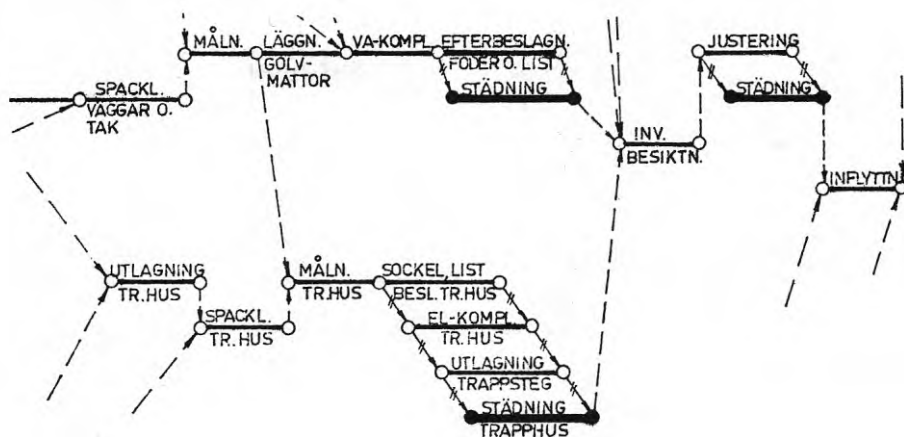 MÅLN.
LÄGGN.
GOLV-
MATTOR
VA-KOMPL.
EFTERBESLAGN.
FODER O. LIST
STÄDNING
SPACKL.
VÄGGAR O.
TAK
JUSTERING
STÄDNING
INV.
BESIKTN.
INFLYTTN.
UTLAGNING
TR.HUS
SPACKL.
TR.HUS
MÅLN.
TR.HUS
SOCKEL, LIST
BESL. TR.HUS
EL-KOMPL.
TR.HUS
UTLAGNING
TRAPPSTEG
STÄDNING
TRAPPHUS